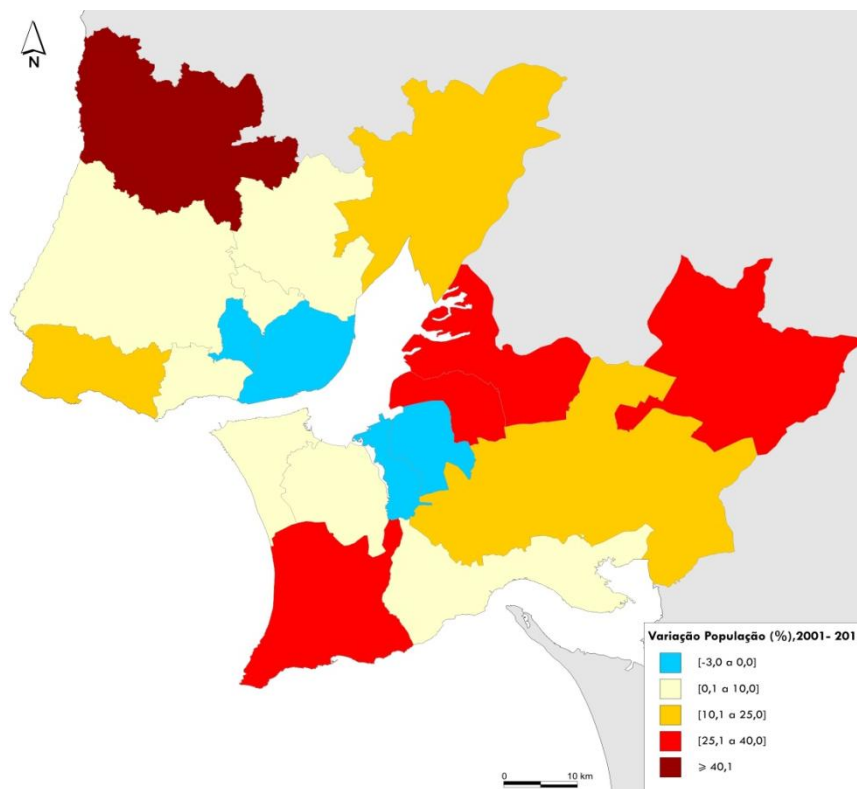 N
Variação População (%),2001- 201
[-3,0 a 0,0]
[0,1 a 10,0]
[10,1 a 25,0]
[25,1 a 40,0]
⩾ 40,1
0 10 km